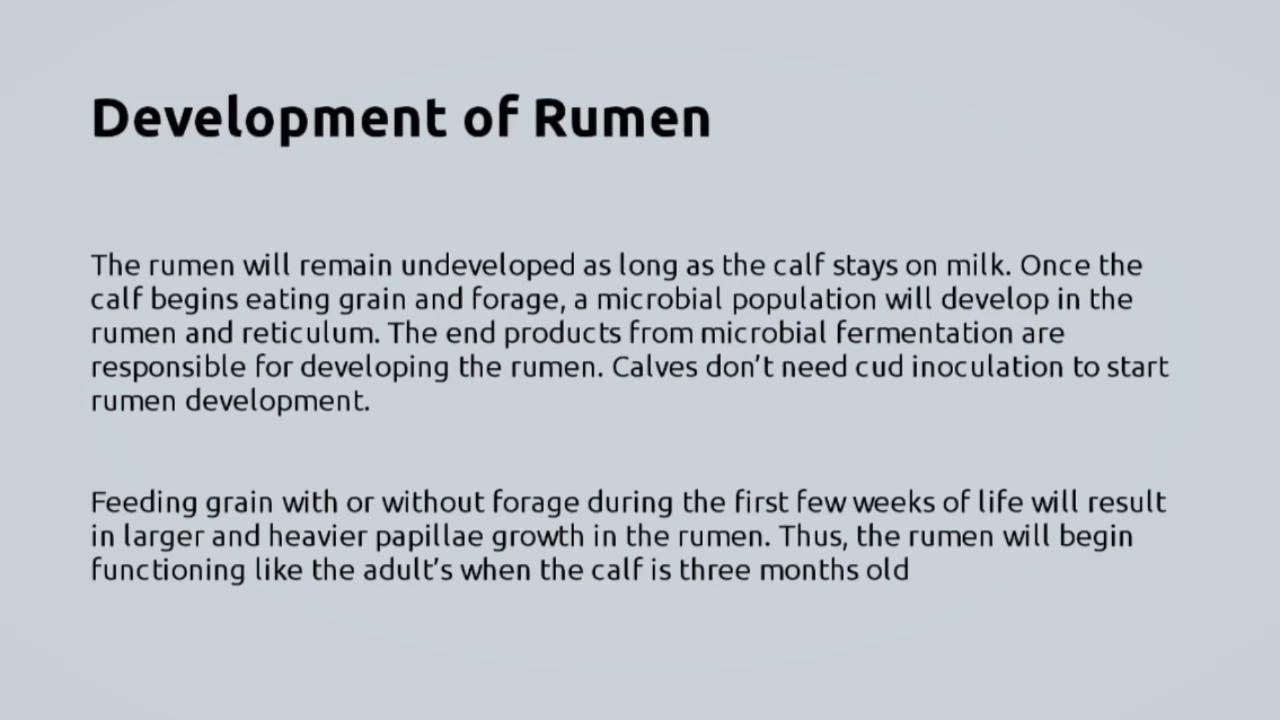 Development of Rumen
The rumen will remain undeveloped as long as the calf stays on milk. Once the
calf begins eating grain and forage, a microbial population will develop in the
rumen and reticulum. The end products from microbial fermentation are
responsible for developing the rumen. Calves don’t need cud inoculation to start
rumen development.
Feeding grain with or without forage during the first few weeks of life will result
in larger and heavier papillae growth in the rumen. Thus, the rumen will begin
functioning like the adult’s when the calf is three months old